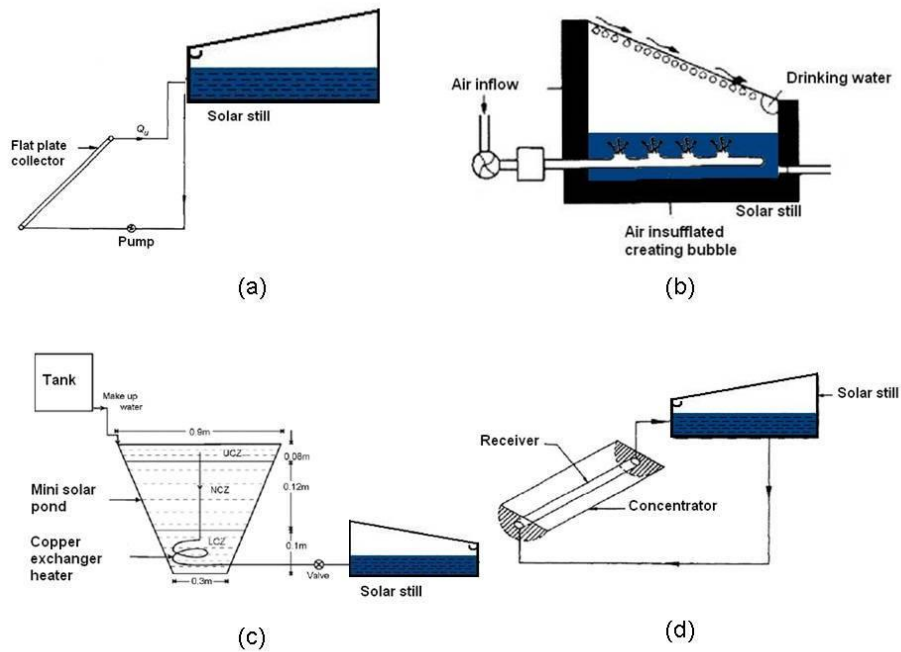 Solar still
Q_u
Flat plate
collector
Pump
(a)
Drinking water
Air inflow
Solar still
Air insufflated
creating bubble
(b)
Tank
Make up
water
0.9m
UCZ
0.08m
NCZ
0.12m
Mini solar
pond
Copper
exchanger
heater
LCZ
0.1m
0.3m
Valve
Solar still
(c)
Solar still
Receiver
Concentrator
(d)